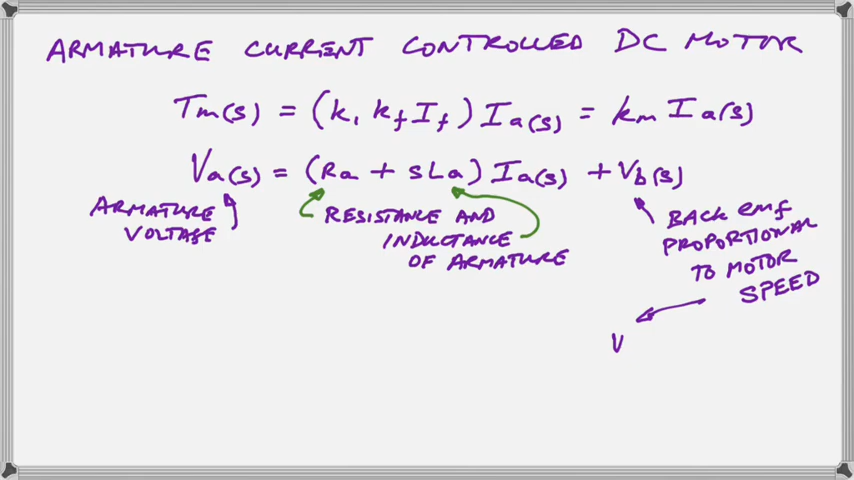 ARMATURE CURRENT CONTROLLED DC MOTOR
Tm(s) = (k1 kf If) Ia(s) = km Ia(s)
Va(s) = (Ra + sLa) Ia(s) + Vb(s)
ARMATURE
VOLTAGE
RESISTANCE AND
INDUCTANCE
OF ARMATURE
BACK emf
PROPORTIONAL
TO MOTOR
SPEED
V